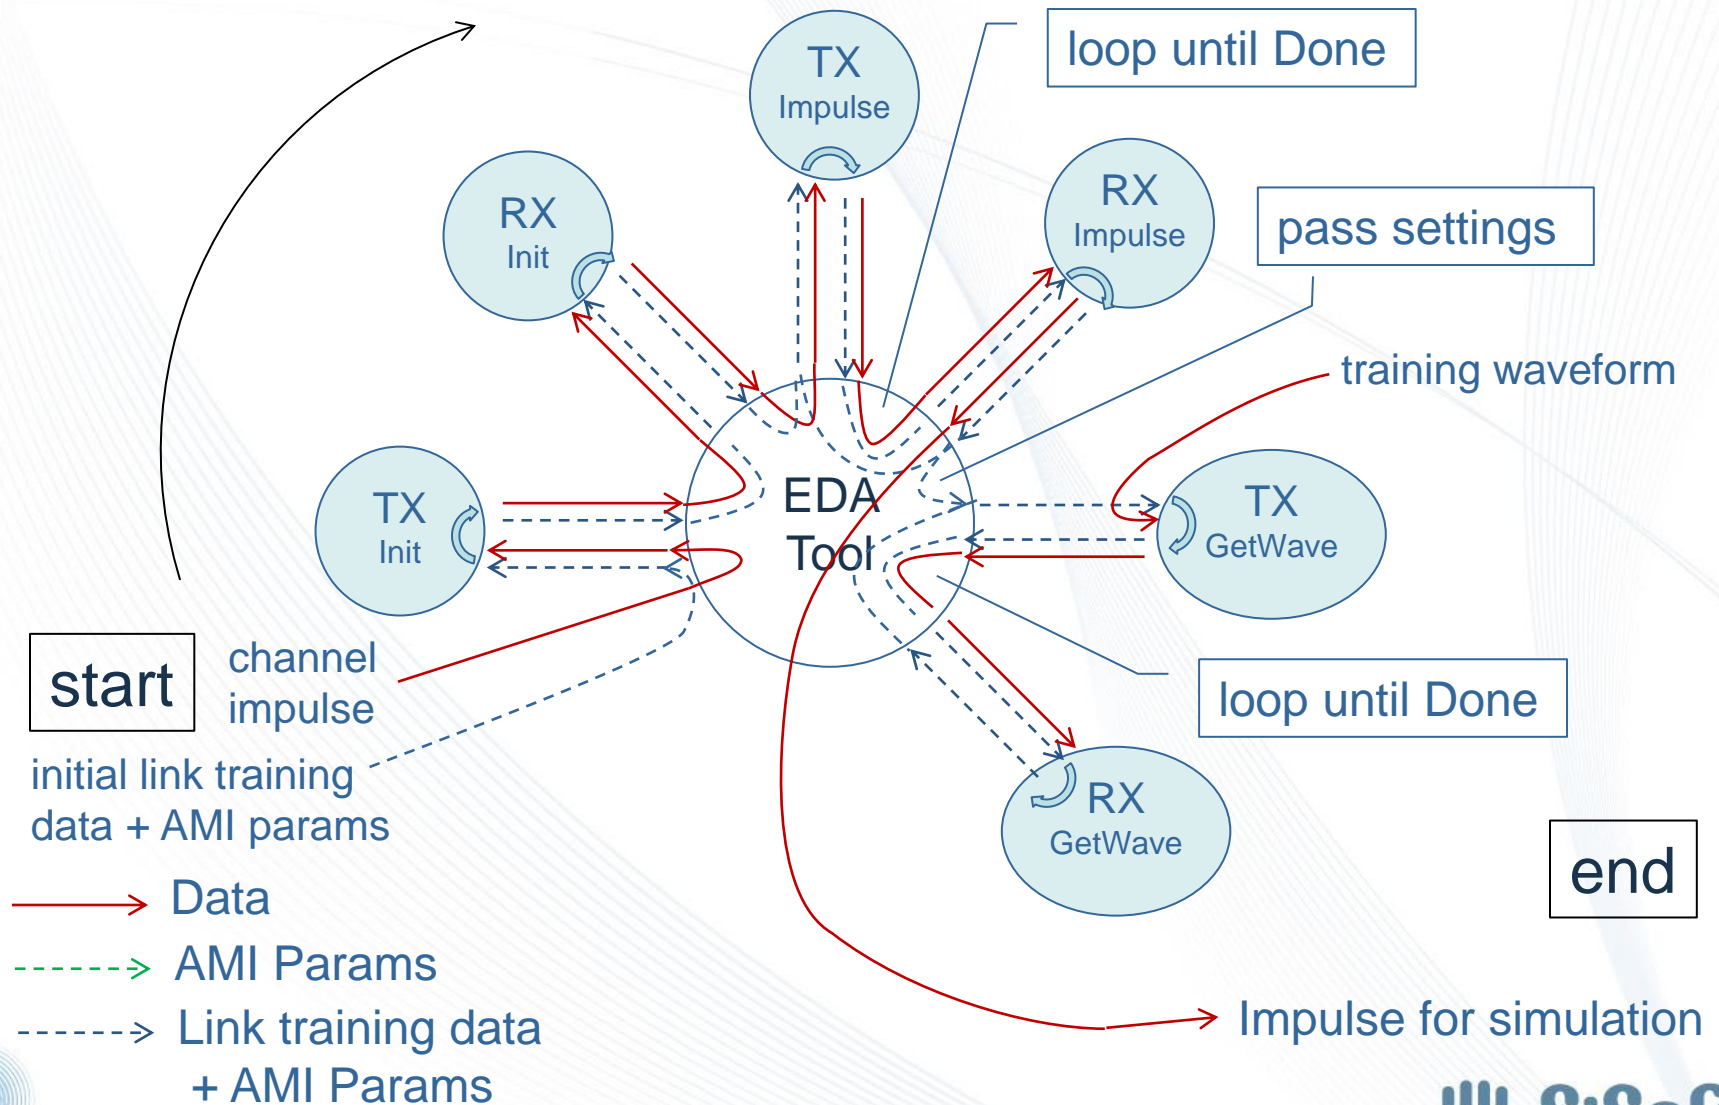 TX
Impulse
loop until Done
RX
Init
RX
Impulse
pass settings
training waveform
TX
Init
EDA
Tool
TX
GetWave
start
channel
impulse
initial link training
data + AMI params
loop until Done
RX
GetWave
end
Data
AMI Params
Link training data
+ AMI Params
Impulse for simulation